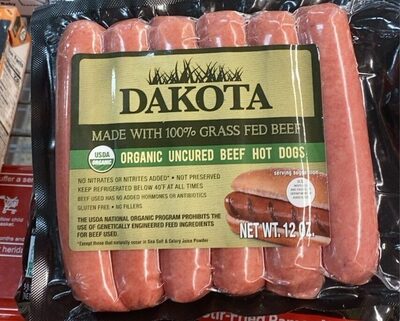 DAKOTA
MADE WITH 100% GRASS FED BEEF
USDA
ORGANIC
ORGANIC UNCURED BEEF HOT DOGS
NO NITRATES OR NITRITES ADDED* • NOT PRESERVED
KEEP REFRIGERATED BELOW 40°F AT ALL TIMES
BEEF USED HAS NO ADDED HORMONES OR ANTIBIOTICS
GLUTEN FREE • NO FILLERS
THE USDA NATIONAL ORGANIC PROGRAM PROHIBITS THE
USE OF GENETICALLY ENGINEERED FEED INGREDIENTS
FOR BEEF USED.
*Except those that naturally occur in Sea Salt & Celery Juice Powder
serving suggestion
NET WT. 12 OZ.